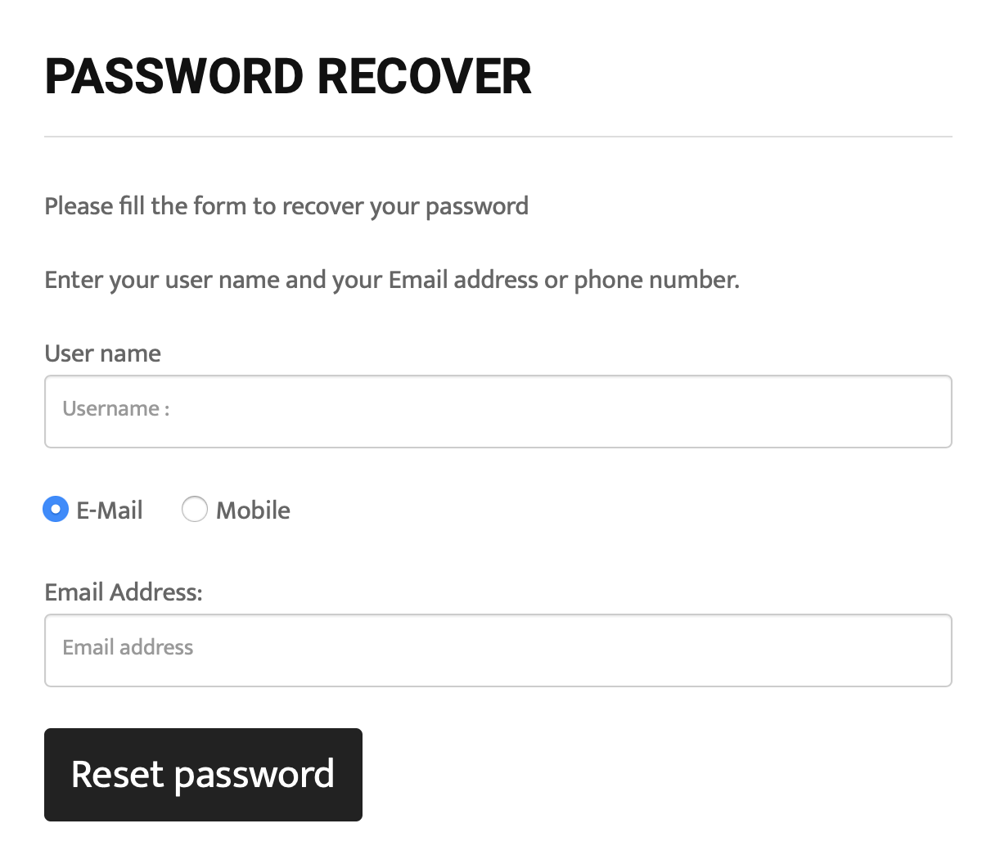 PASSWORD RECOVER
Please fill the form to recover your password
Enter your user name and your Email address or phone number.
User name
Username :
E-Mail Mobile
Email Address:
Email address
Reset password